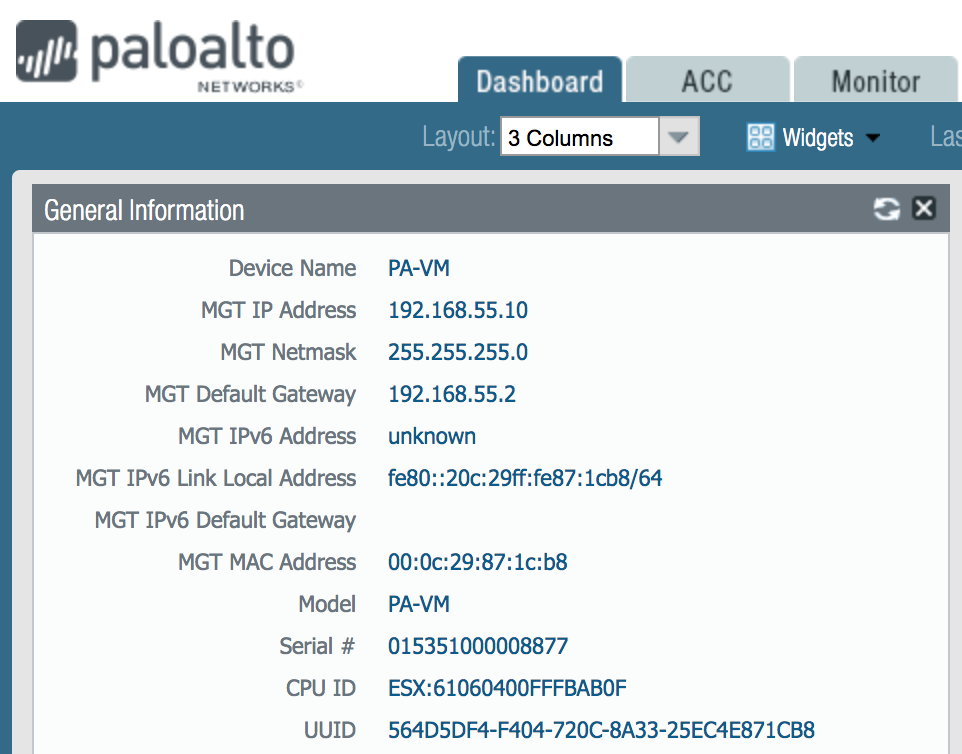 paloalto
NETWORKS®
Dashboard ACC Monitor
Layout: 3 Columns Widgets Las
General Information
Device Name PA-VM
MGT IP Address 192.168.55.10
MGT Netmask 255.255.255.0
MGT Default Gateway 192.168.55.2
MGT IPv6 Address unknown
MGT IPv6 Link Local Address fe80::20c:29ff:fe87:1cb8/64
MGT IPv6 Default Gateway
MGT MAC Address 00:0c:29:87:1c:b8
Model PA-VM
Serial # 015351000008877
CPU ID ESX:61060400FFFBAB0F
UUID 564D5DF4-F404-720C-8A33-25EC4E871CB8